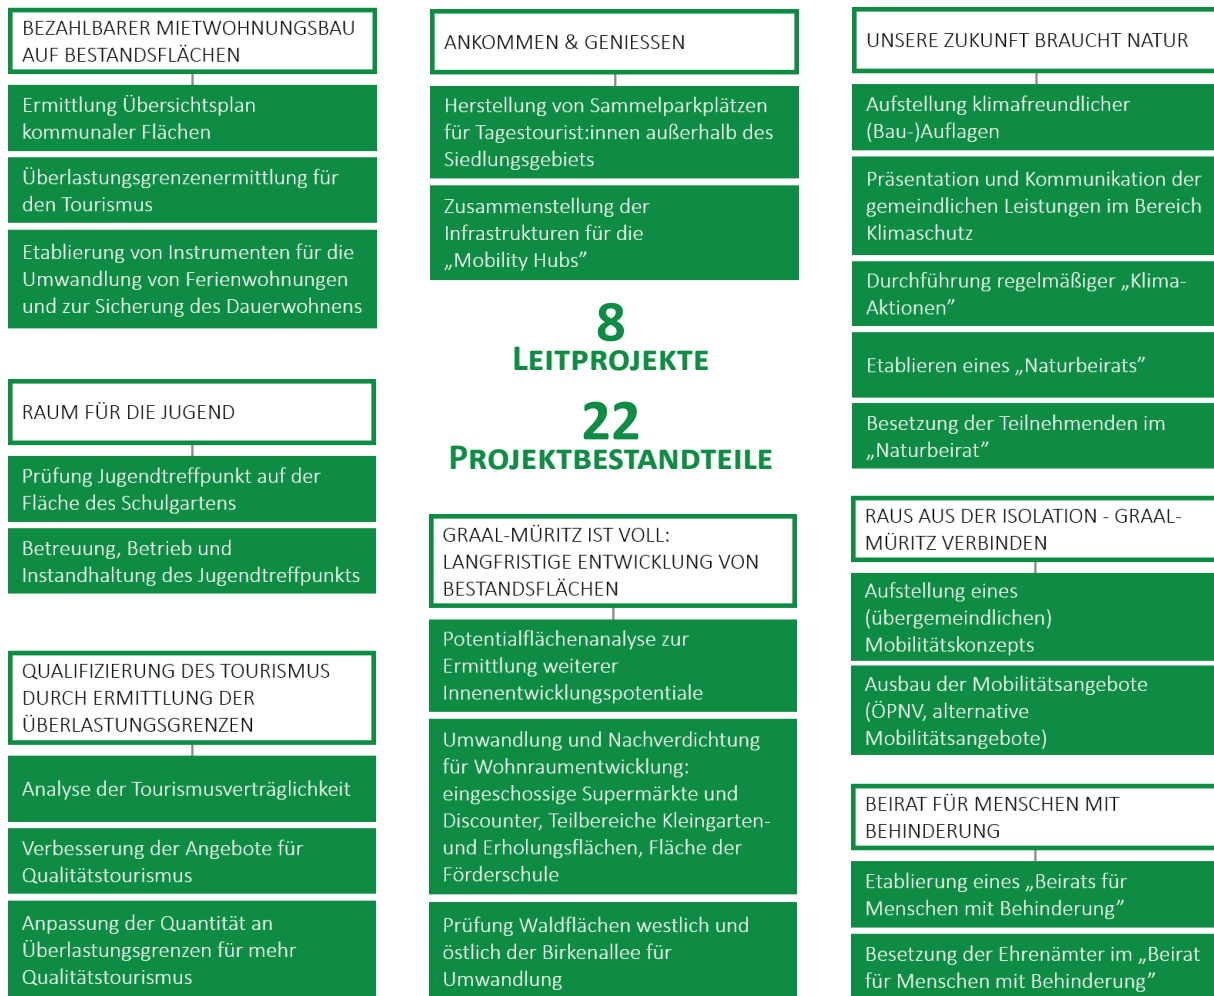 BEZAHLBARER MIETWOHNUNGSBAU
AUF BESTANDSFLÄCHEN
Ermittlung Übersichtsplan
kommunaler Flächen
Überlastungsgrenzenermittlung für
den Tourismus
Etablierung von Instrumenten für die
Umwandlung von Ferienwohnungen
und zur Sicherung des Dauerwohnens
RAUM FÜR DIE JUGEND
Prüfung Jugendtreffpunkt auf der
Fläche des Schulgartens
Betreuung, Betrieb und
Instandhaltung des Jugendtreffpunkts
QUALIFIZIERUNG DES TOURISMUS
DURCH ERMITTLUNG DER
ÜBERLASTUNGSGRENZEN
Analyse der Tourismusverträglichkeit
Verbesserung der Angebote für
Qualitätstourismus
Anpassung der Quantität an
Überlastungsgrenzen für mehr
Qualitätstourismus
ANKOMMEN & GENIESSEN
Herstellung von Sammelparkplätzen
für Tagestourist:innen außerhalb des
Siedlungsgebiets
Zusammenstellung der
Infrastrukturen für die
„Mobility Hubs”
8
LEITPROJEKTE
22
PROJEKTBESTANDTEILE
GRAAL-MÜRITZ IST VOLL:
LANGFRISTIGE ENTWICKLUNG VON
BESTANDSFLÄCHEN
Potentialflächenanalyse zur
Ermittlung weiterer
Innenentwicklungspotentiale
Umwandlung und Nachverdichtung
für Wohnraumentwicklung:
eingeschossige Supermärkte und
Discounter, Teilbereiche Kleingarten-
und Erholungsflächen, Fläche der
Förderschule
Prüfung Waldflächen westlich und
östlich der Birkenallee für
Umwandlung
UNSERE ZUKUNFT BRAUCHT NATUR
Aufstellung klimafreundlicher
(Bau-)Auflagen
Präsentation und Kommunikation der
gemeindlichen Leistungen im Bereich
Klimaschutz
Durchführung regelmäßiger „Klima-
Aktionen”
Etablieren eines „Naturbeirats”
Besetzung der Teilnehmenden im
„Naturbeirat”
RAUS AUS DER ISOLATION - GRAAL-
MÜRITZ VERBINDEN
Aufstellung eines
(übergemeindlichen)
Mobilitätskonzepts
Ausbau der Mobilitätsangebote
(ÖPNV, alternative
Mobilitätsangebote)
BEIRAT FÜR MENSCHEN MIT
BEHINDERUNG
Etablierung eines „Beirats für
Menschen mit Behinderung”
Besetzung der Ehrenämter im „Beirat
für Menschen mit Behinderung”